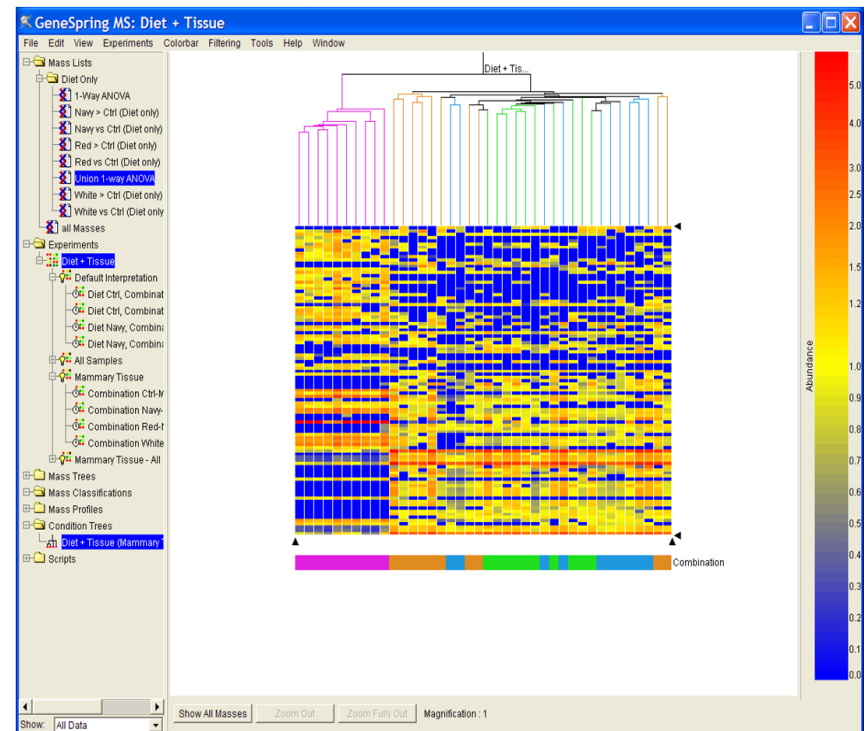 GeneSpring MS: Diet + Tissue
File Edit View Experiments Colorbar Filtering Tools Help Window
Mass Lists
Diet Only
1-Way ANOVA
Navy > Ctrl (Diet only)
Navy vs Ctrl (Diet only)
Red > Ctrl (Diet only)
Red vs Ctrl (Diet only)
Union 1-way ANOVA
White > Ctrl (Diet only)
White vs Ctrl (Diet only
all Masses
Experiments
Diet + Tissue
Default Interpretation
Diet Ctrl, Combinat
Diet Ctrl, Combinat
Diet Navy, Combina
Diet Navy, Combina
All Samples
Mammary Tissue
Combination Ctrl-M
Combination Navy-
Combination Red-M
Combination White
Mammary Tissue - All
Mass Trees
Mass Classifications
Mass Profiles
Condition Trees
Diet + Tissue (Mammary T
Scripts
Show: All Data
Diet + Tis...
Combination
Show All Masses Zoom Out Zoom Fully Out Magnification : 1
Abundance
5.0
4.0
3.0
2.5
2.0
1.5
1.2
1.0
0.9
0.8
0.7
0.6
0.5
0.4
0.3
0.2
0.1
0.0